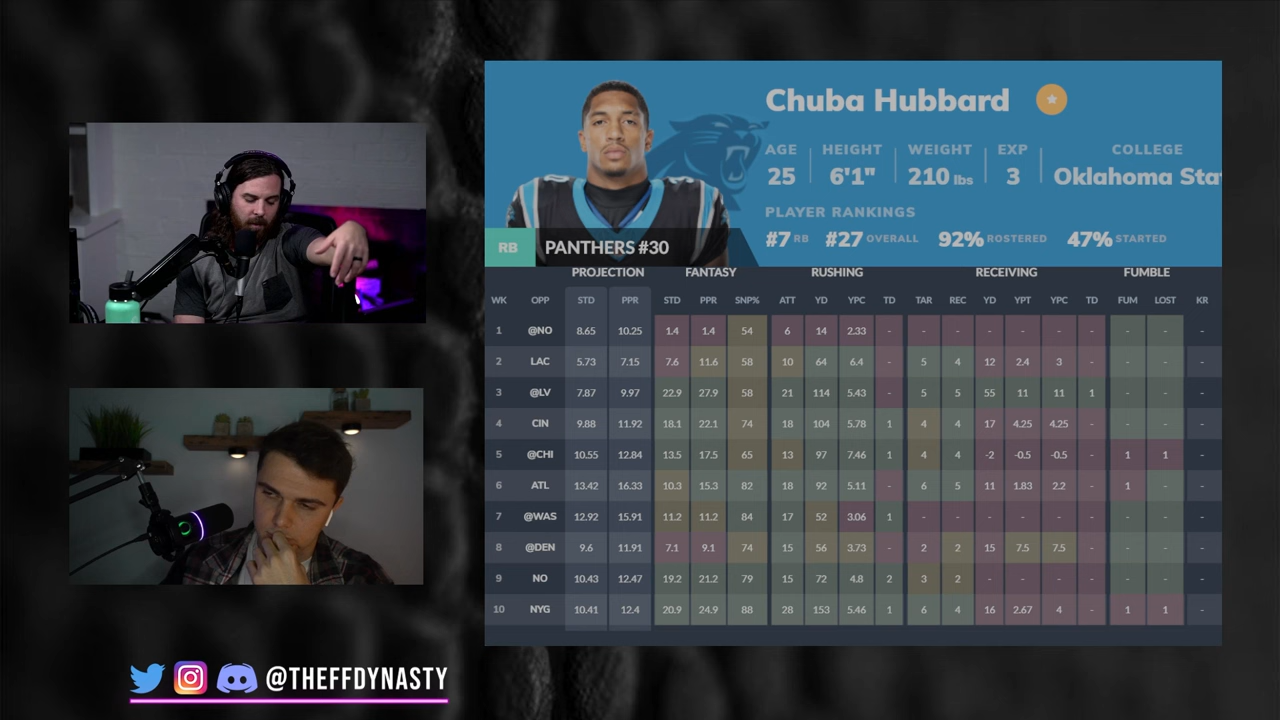 Chuba Hubbard
AGE HEIGHT WEIGHT EXP COLLEGE
25 6'1" 210 lbs 3 Oklahoma Sta
PLAYER RANKINGS
#7 RB #27 OVERALL 92% ROSTERED 47% STARTED
RB PANTHERS #30
PROJECTION FANTASY RUSHING RECEIVING FUMBLE
WK OPP STD PPR STD PPR SNP% ATT YD YPC TD TAR REC YD YPT YPC TD FUM LOST KR
1 @NO 8.65 10.25 1.4 1.4 54 6 14 2.33 - - - - - - - - - -
2 LAC 5.73 7.15 7.6 11.6 58 10 64 6.4 - 5 4 12 2.4 3 - - - -
3 @LV 7.87 9.97 22.9 27.9 58 21 114 5.43 - 5 5 55 11 11 1 - - -
4 CIN 9.88 11.92 18.1 22.1 74 18 104 5.78 1 4 4 17 4.25 4.25 - - - -
5 @CHI 10.55 12.84 13.5 17.5 65 13 97 7.46 1 4 4 -2 -0.5 -0.5 - 1 1 -
6 ATL 13.42 16.33 10.3 15.3 82 18 92 5.11 - 6 5 11 1.83 2.2 - 1 - -
7 @WAS 12.92 15.91 11.2 11.2 84 17 52 3.06 1 - - - - - - - - -
8 @DEN 9.6 11.91 7.1 9.1 74 15 56 3.73 - 2 2 15 7.5 7.5 - - - -
9 NO 10.43 12.47 19.2 21.2 79 15 72 4.8 2 3 2 - - - - - - -
10 NYG 10.41 12.4 20.9 24.9 88 28 153 5.46 1 6 4 16 2.67 4 - 1 1 -
@THEFFDYNASTY